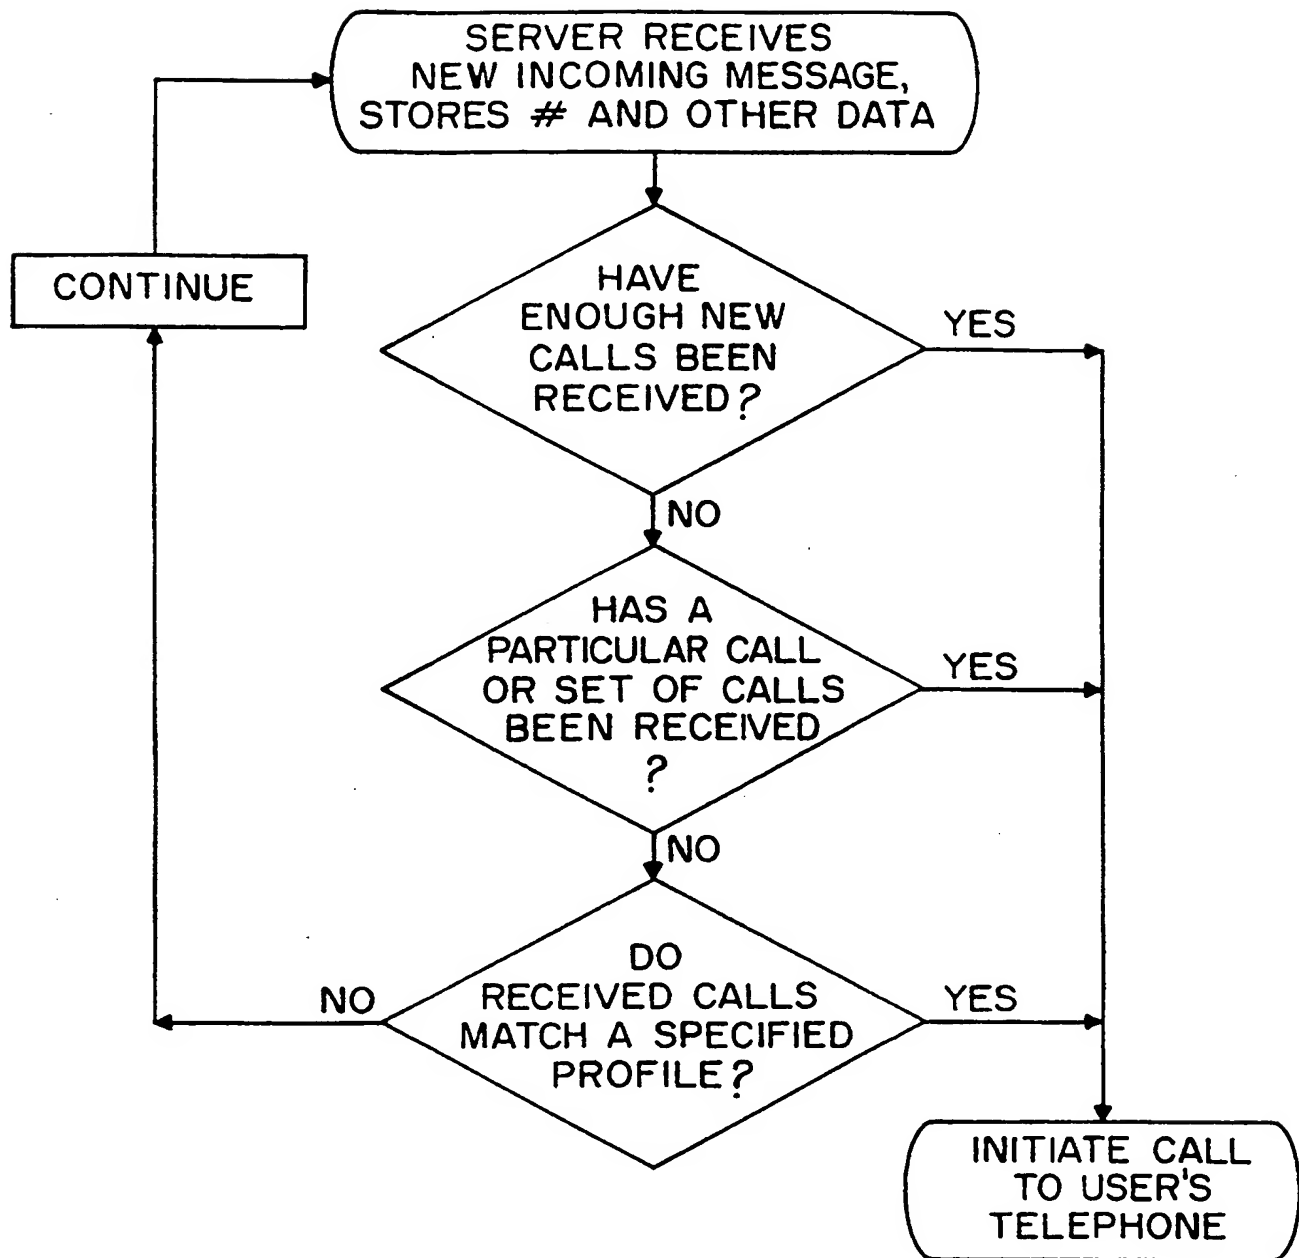 SERVER RECEIVES
NEW INCOMING MESSAGE,
STORES # AND OTHER DATA
CONTINUE
HAVE
ENOUGH NEW
CALLS BEEN
RECEIVED?
YES
NO
HAS A
PARTICULAR CALL
OR SET OF CALLS
BEEN RECEIVED
?
YES
NO
DO
RECEIVED CALLS
MATCH A SPECIFIED
PROFILE?
NO
YES
INITIATE CALL
TO USER'S
TELEPHONE